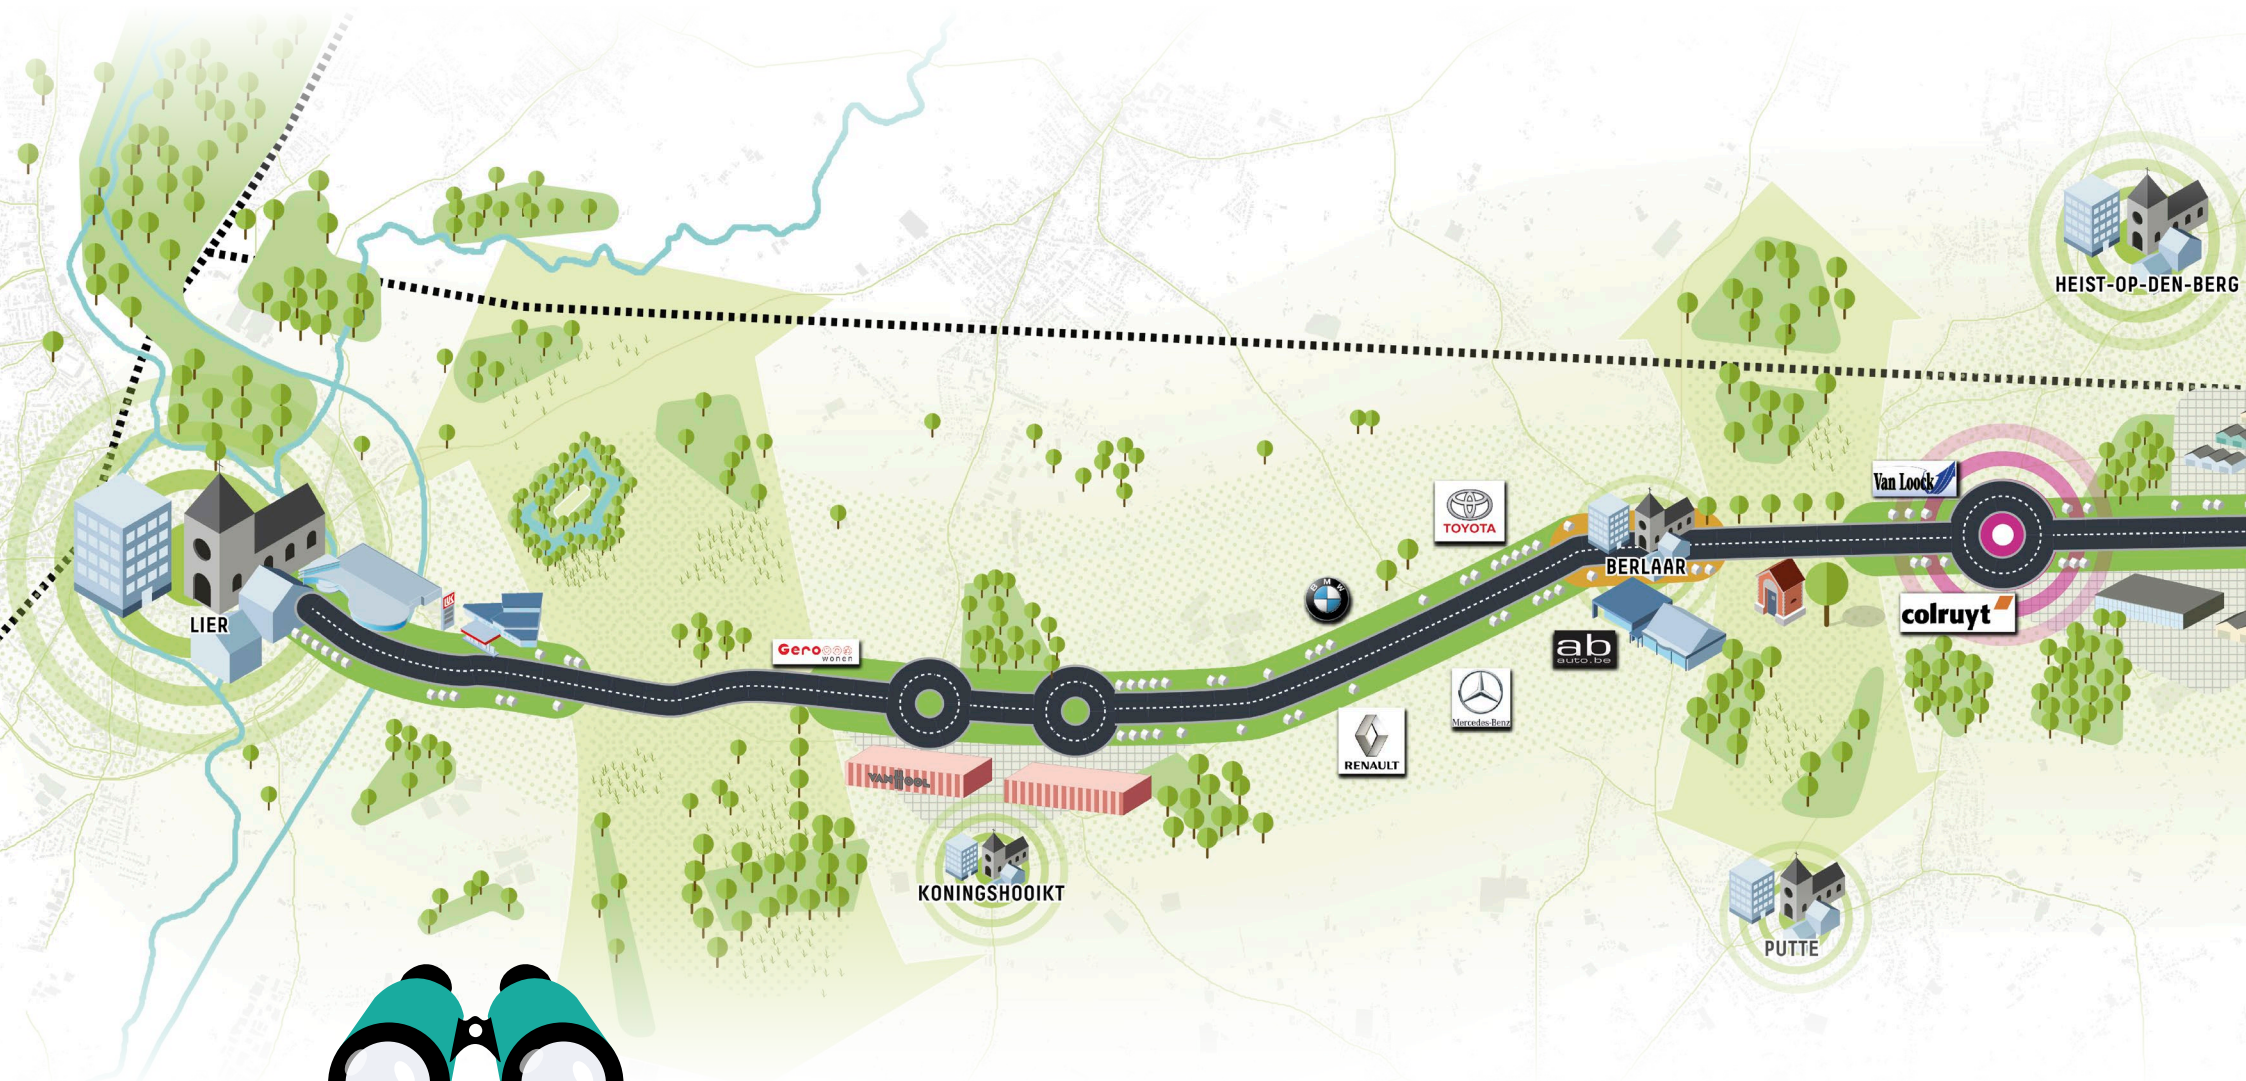 HEIST-OP-DEN-BERG
Van Loock
TOYOTA
BMW
BERLAAR
colruyt
LIER
Gero
wonen
ab
auto.be
Mercedes-Benz
RENAULT
VAN HOOL
KONINGSHOOIKT
PUTTE